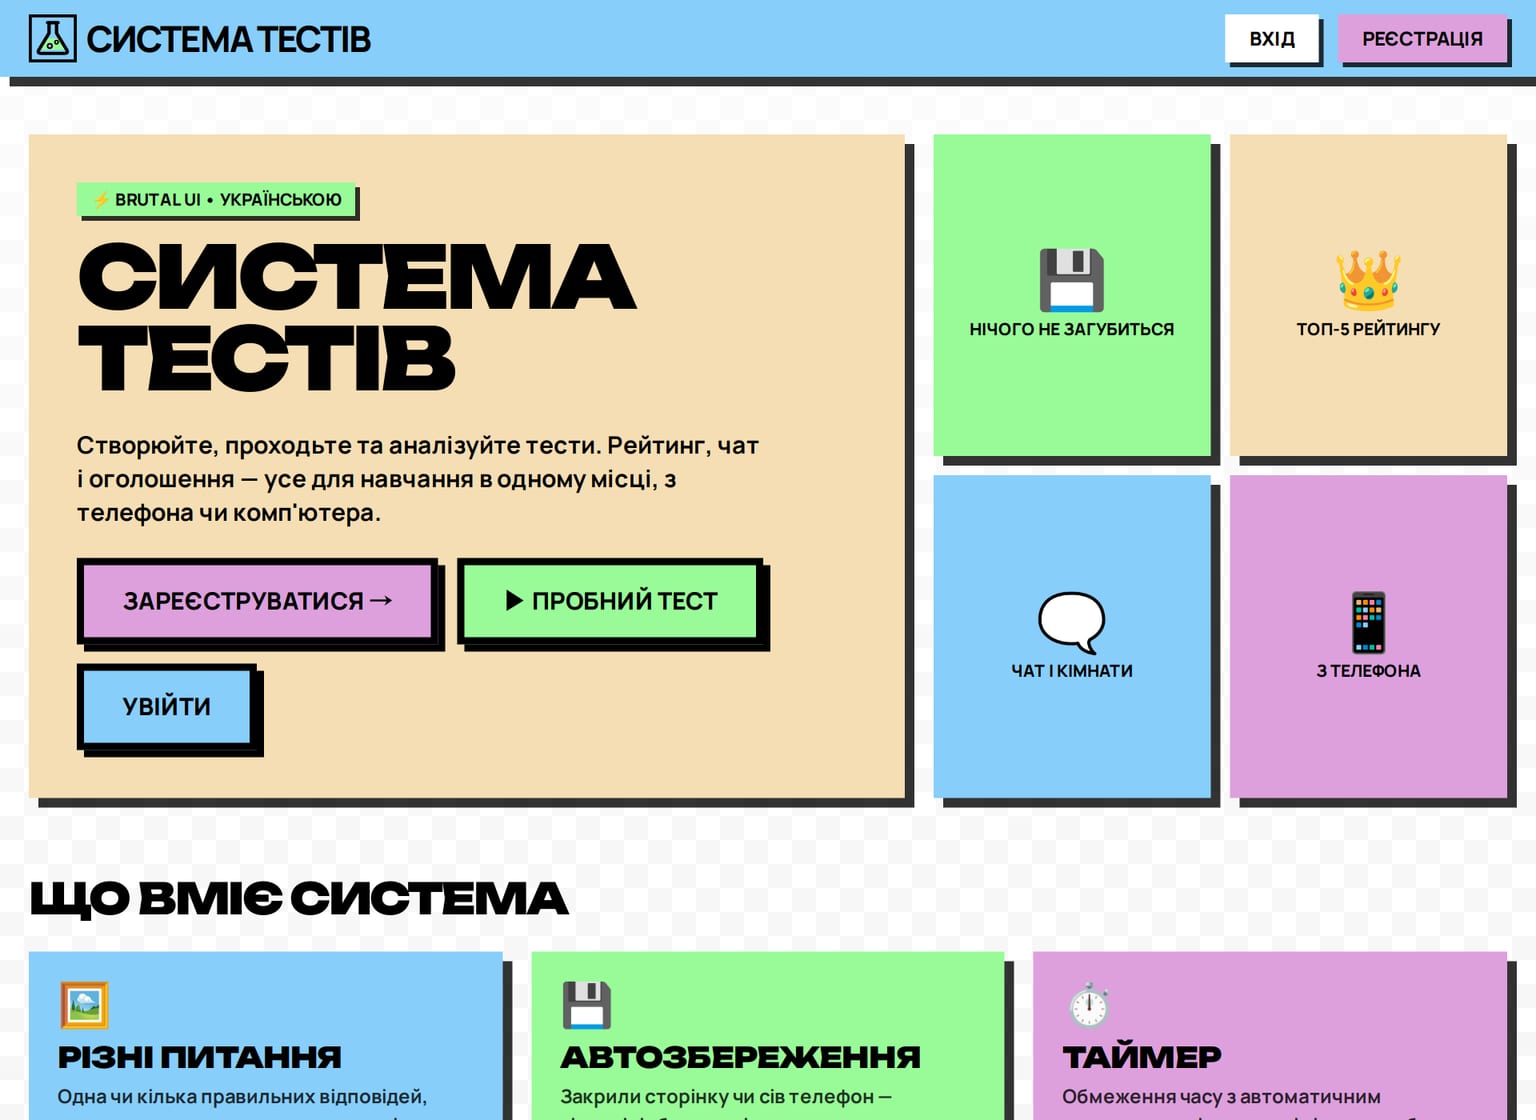 СИСТЕМА ТЕСТІВ
ВХІД
РЕЄСТРАЦІЯ
⚡ BRUTAL UI • УКРАЇНСЬКОЮ
СИСТЕМА
ТЕСТІВ
Створюйте, проходьте та аналізуйте тести. Рейтинг, чат
і оголошення — усе для навчання в одному місці, з
телефона чи комп'ютера.
ЗАРЕЄСТРУВАТИСЯ →
▶ ПРОБНИЙ ТЕСТ
УВІЙТИ
НІЧОГО НЕ ЗАГУБИТЬСЯ
ТОП-5 РЕЙТИНГУ
ЧАТ І КІМНАТИ
З ТЕЛЕФОНА
ЩО ВМІЄ СИСТЕМА
РІЗНІ ПИТАННЯ
Одна чи кілька правильних відповідей,
АВТОЗБЕРЕЖЕННЯ
Закрили сторінку чи сів телефон —
ТАЙМЕР
Обмеження часу з автоматичним